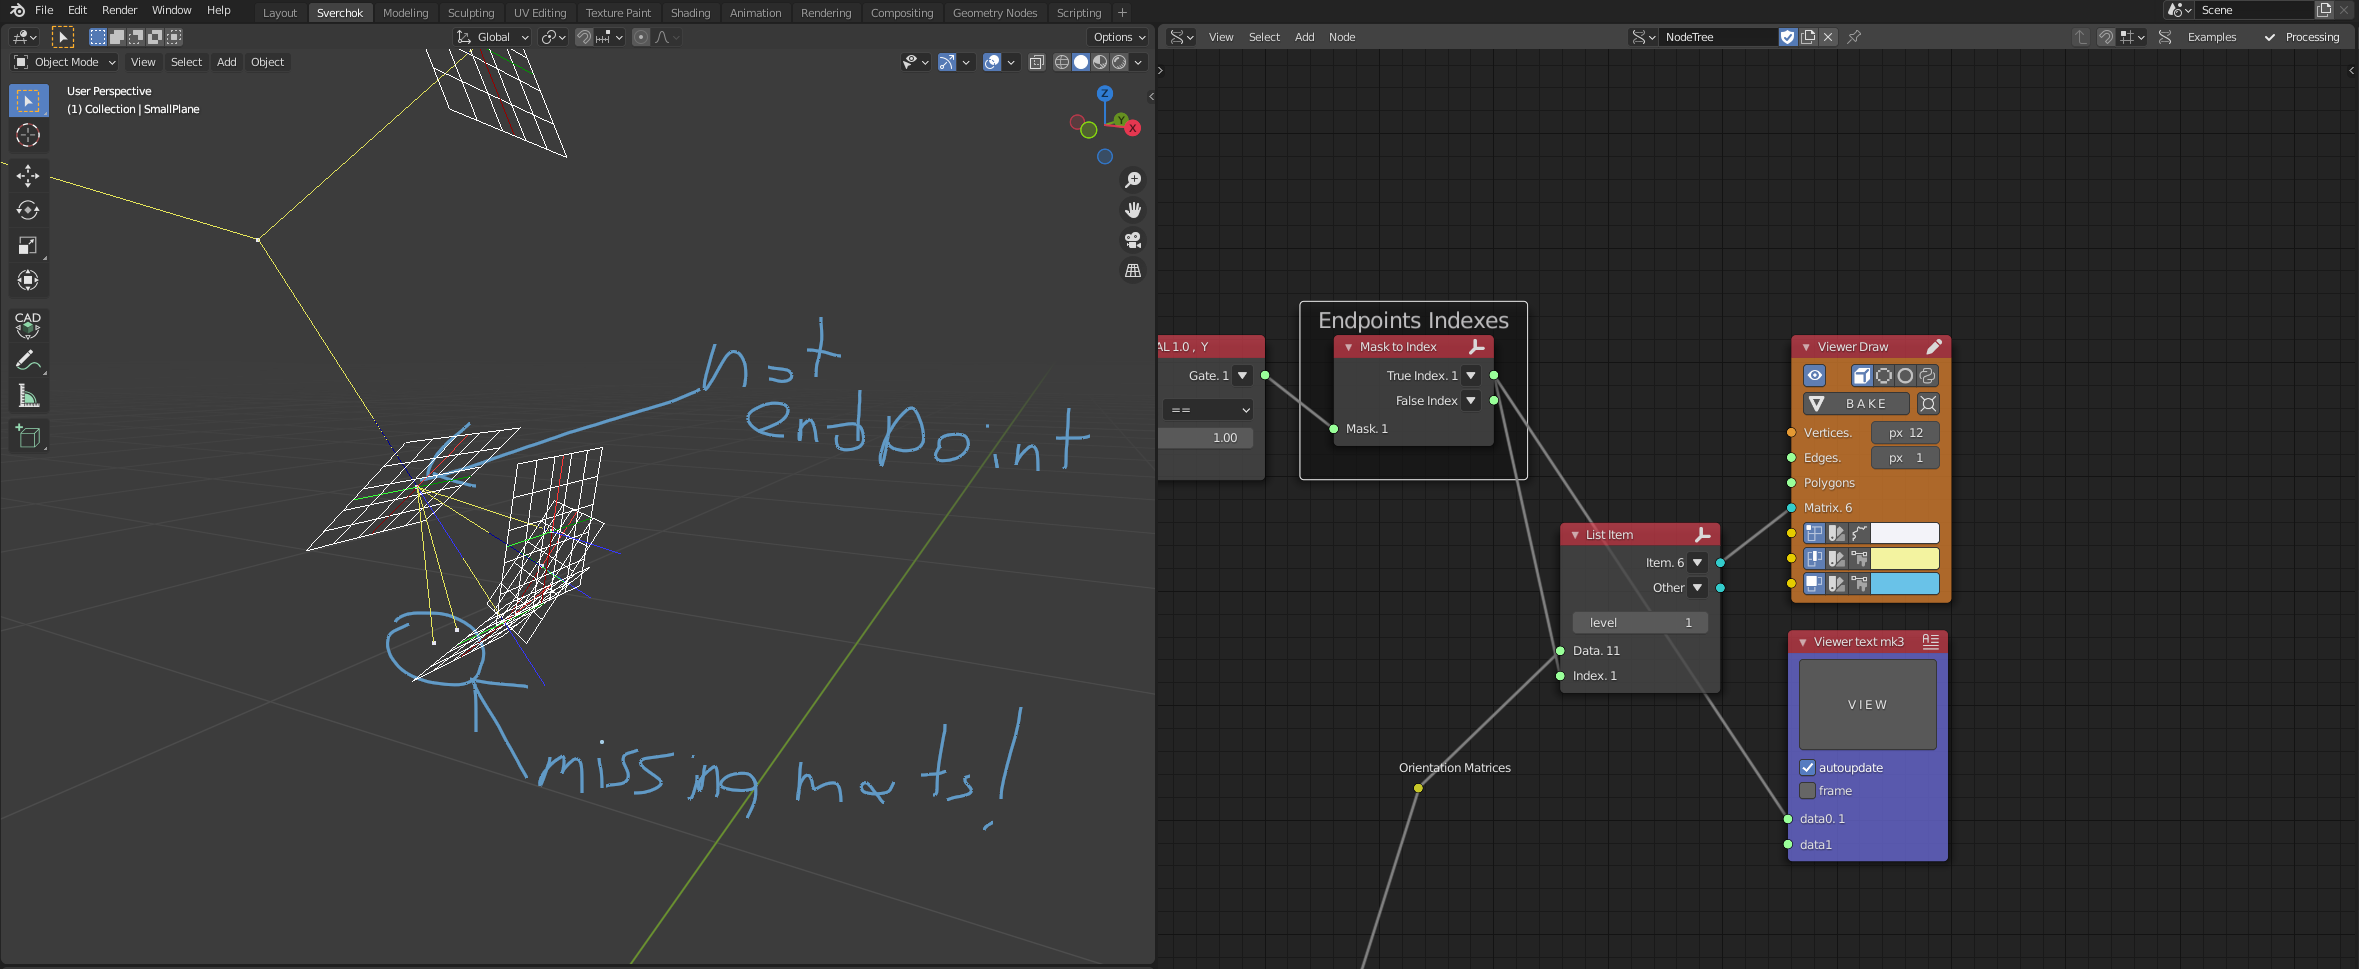 File Edit Render Window Help
Layout Sverchok Modeling Sculpting UV Editing Texture Paint Shading Animation Rendering Compositing Geometry Nodes Scripting +
Scene
Global
Options
View Select Add Node
NodeTree
Examples
Processing
Object Mode View Select Add Object
User Perspective
(1) Collection | SmallPlane
Z
Y
X
CAD
not
endpoint
missing mats!
Endpoints Indexes
AL 1.0 , Y
Gate. 1
==
1.00
Mask to Index
True Index. 1
False Index
Mask. 1
List Item
Item. 6
Other
level 1
Data. 11
Index. 1
Orientation Matrices
Viewer Draw
BAKE
Vertices. px 12
Edges. px 1
Polygons
Matrix. 6
Viewer text mk3
VIEW
autoupdate
frame
data0. 1
data1